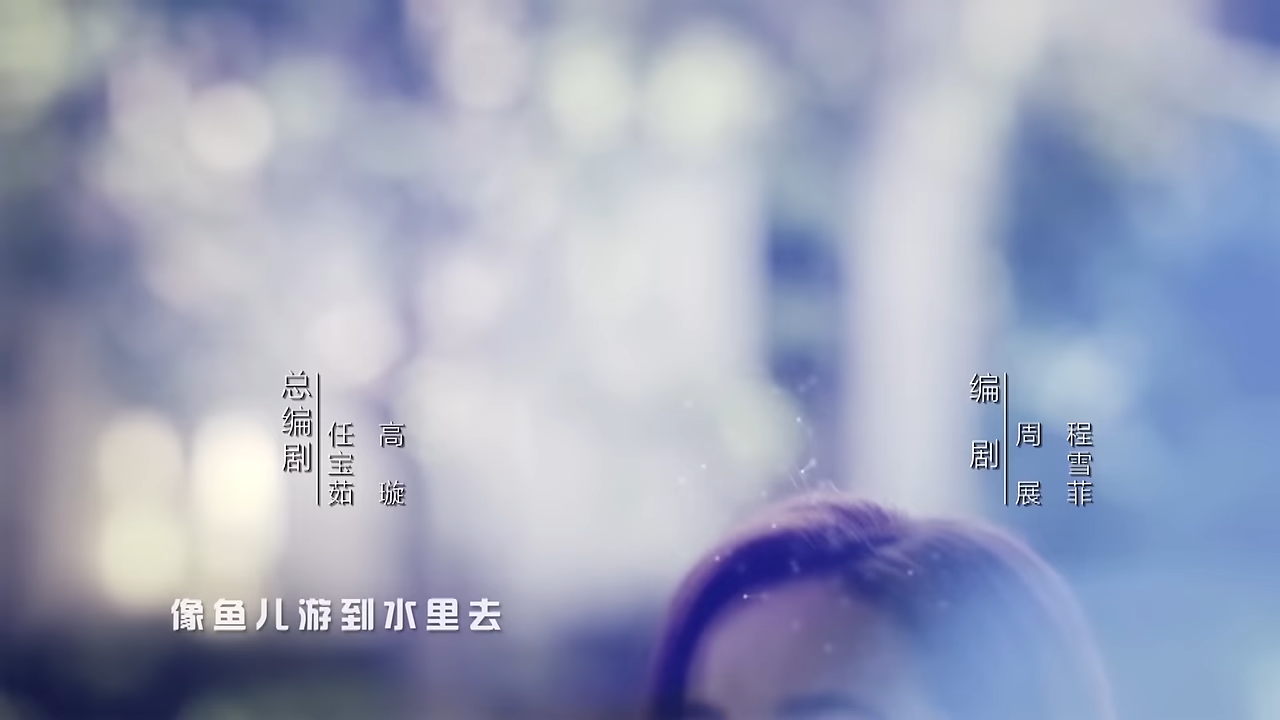 总编剧
任宝茹
高璇
编剧
周展
程雪菲
像鱼儿游到水里去